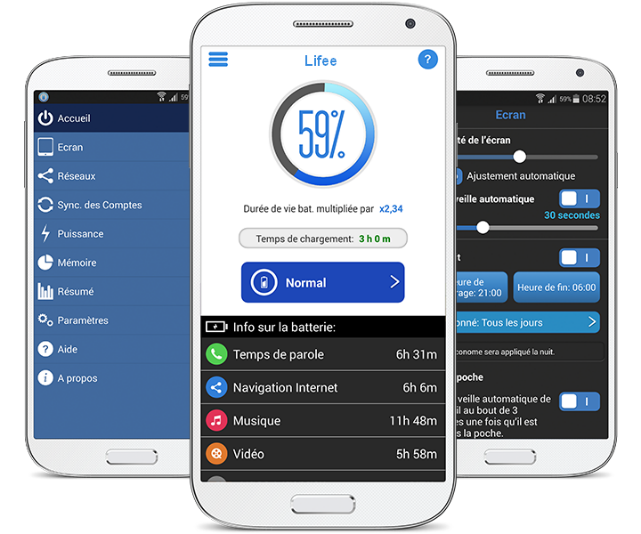 59%
Accueil
Ecran
Réseaux
Sync. des Comptes
Puissance
Mémoire
Résumé
Paramètres
Aide
A propos
Lifee
?
59%
Durée de vie bat. multipliée par x2,34
Temps de chargement: 3 h 0 m
Normal
Info sur la batterie:
Temps de parole 6h 31m
Navigation Internet 6h 6m
Musique 11h 48m
Vidéo 5h 58m
59% 08:52
Ecran
té de l'écran
Ajustement automatique
veille automatique
30 secondes
ure de
rage: 21:00
Heure de fin: 06:00
onné: Tous les jours
conome sera appliqué la nuit.
poche
veille automatique de
il au bout de 3
es une fois qu'il est
s la poche.